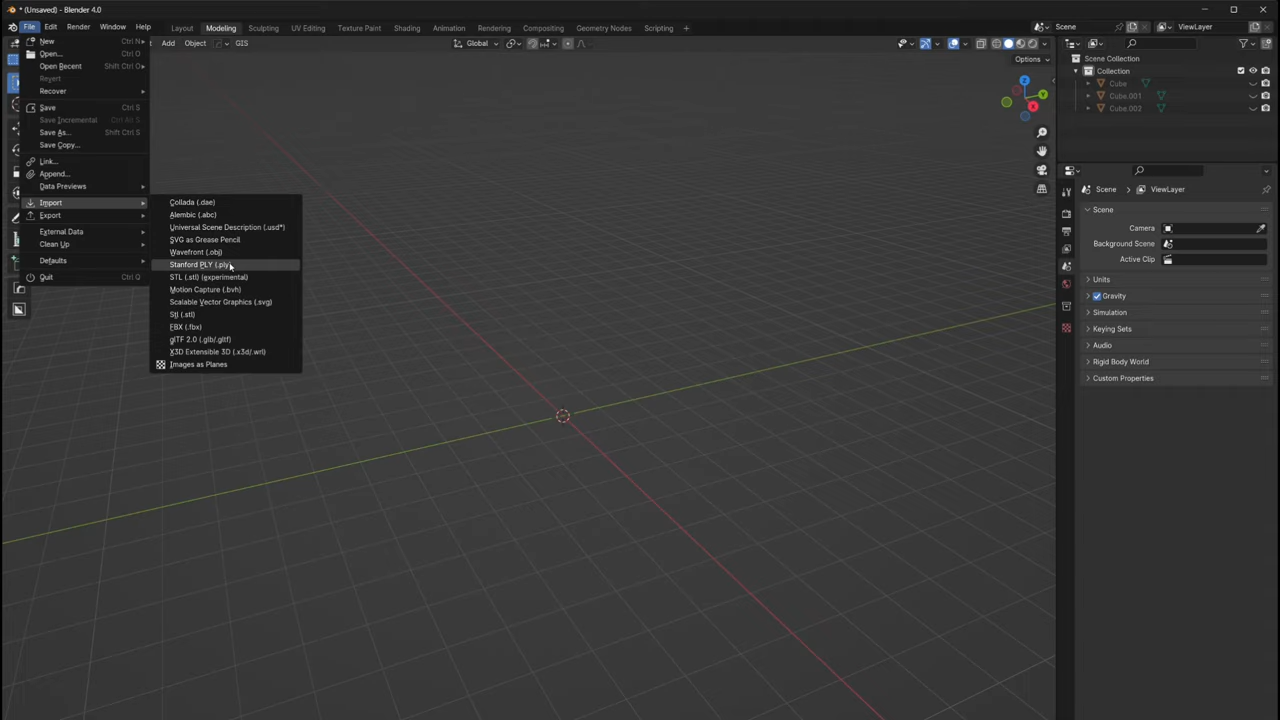 * (Unsaved) - Blender 4.0
File Edit Render Window Help Layout Modeling Sculpting UV Editing Texture Paint Shading Animation Rendering Compositing Geometry Nodes Scripting + Scene ViewLayer
Add Object GIS Global
Options
New Ctrl N
Open... Ctrl O
Open Recent Shift Ctrl O
Revert
Recover
Save Ctrl S
Save Incremental Ctrl Alt S
Save As... Shift Ctrl S
Save Copy...
Link...
Append...
Data Previews
Import
Export
External Data
Clean Up
Defaults
Quit Ctrl Q
Collada (.dae)
Alembic (.abc)
Universal Scene Description (.usd*)
SVG as Grease Pencil
Wavefront (.obj)
Stanford PLY (.ply)
STL (.stl) (experimental)
Motion Capture (.bvh)
Scalable Vector Graphics (.svg)
Stl (.stl)
FBX (.fbx)
glTF 2.0 (.glb/.gltf)
X3D Extensible 3D (.x3d/.wrl)
Images as Planes
Z
Y
X
Scene Collection
Collection
Cube
Cube.001
Cube.002
Scene ViewLayer
Scene
Camera
Background Scene
Active Clip
Units
Gravity
Simulation
Keying Sets
Audio
Rigid Body World
Custom Properties